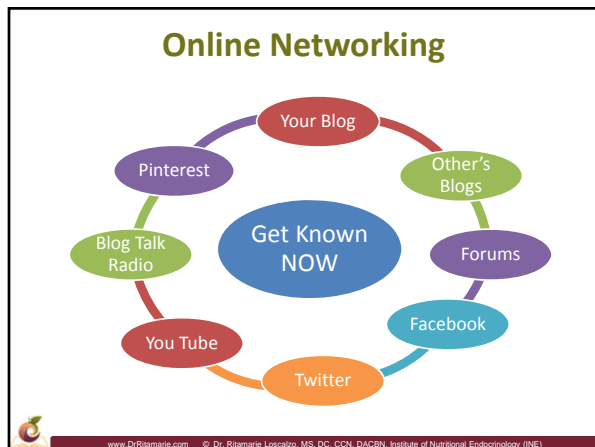 Online Networking
Your Blog
Other's
Blogs
Forums
Facebook
Twitter
You Tube
Blog Talk
Radio
Pinterest
Get Known
NOW
www.DrRitamarie.com © Dr. Ritamarie Loscalzo, MS, DC, CCN, DACBN, Institute of Nutritional Endocrinology (INE)